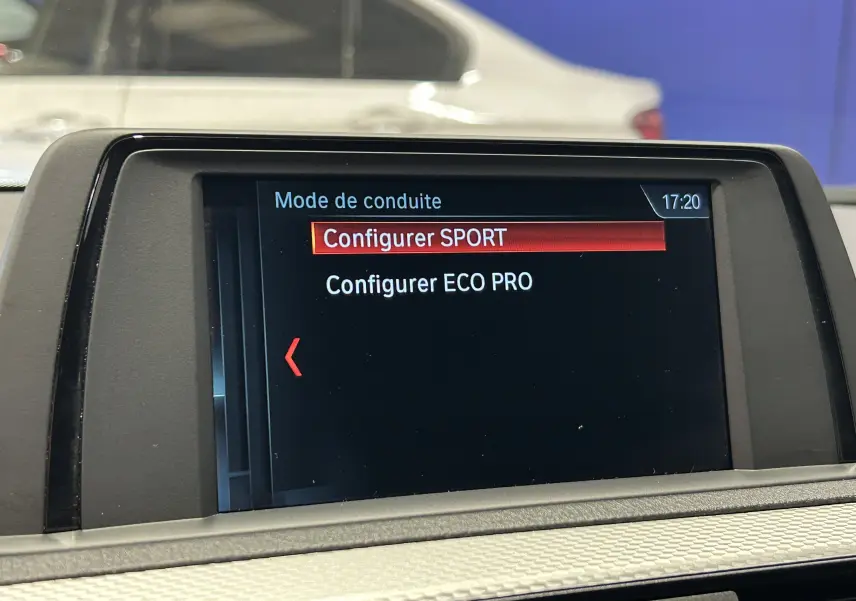 Mode de conduite
17:20
Configurer SPORT
Configurer ECO PRO